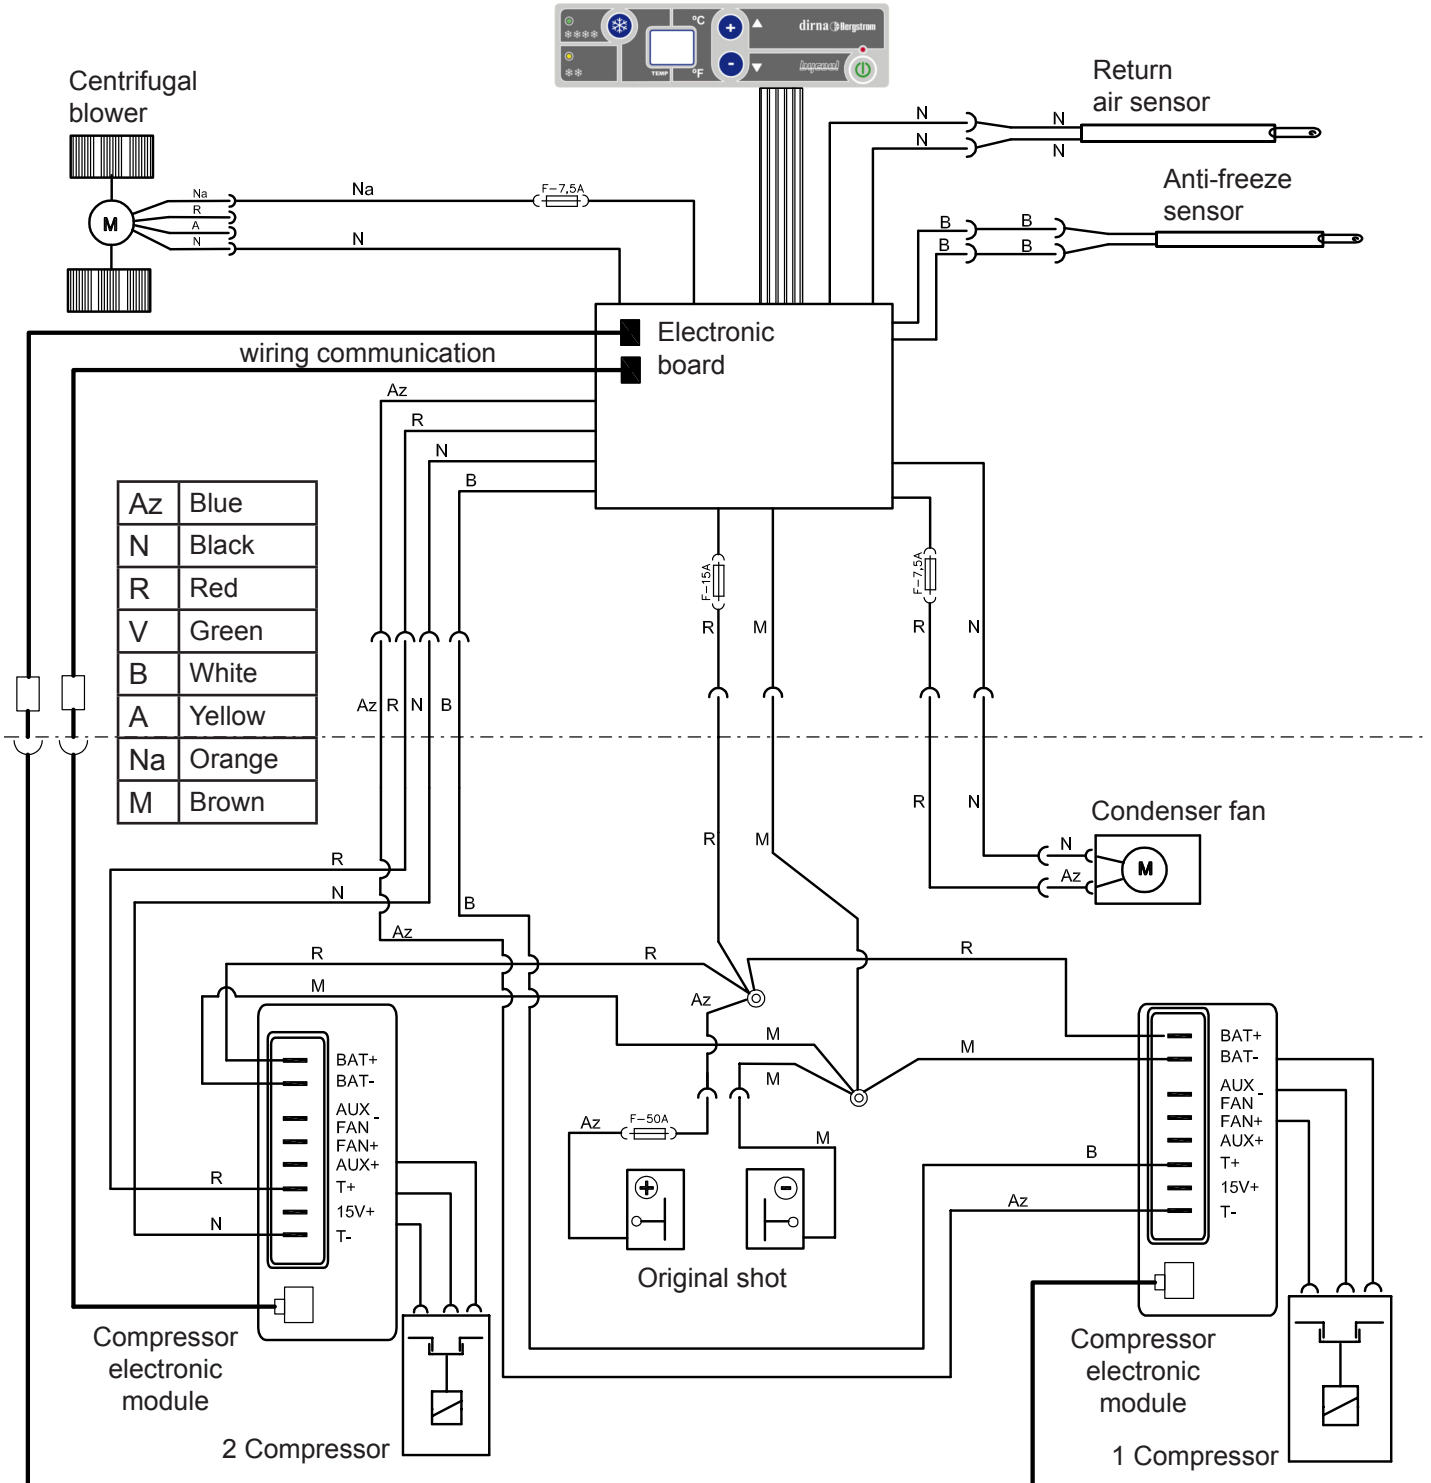 °C
dirna Bergstrom
TEMP
°F
Centrifugal
blower
Return
air sensor
N
N
N
N
Anti-freeze
sensor
Na
R
A
N
Na
F-7,5A
N
M
B
B
B
B
wiring communication
Electronic
board
Az
R
N
B
Az Blue
N Black
R Red
V Green
B White
A Yellow
Na Orange
M Brown
F-15A
F-7,5A
R
M
R
N
Az
R
N
B
R
M
R
N
Condenser fan
N
Az
M
R
N
B
Az
R
R
R
M
Az
M
M
M
BAT+
BAT-
AUX
FAN -
FAN+
AUX+
T+
15V+
T-
R
N
Az
F-50A
M
+
-
Original shot
BAT+
BAT-
AUX
FAN -
FAN+
AUX+
T+
15V+
T-
B
Az
Compressor
electronic
module
2 Compressor
Compressor
electronic
module
1 Compressor